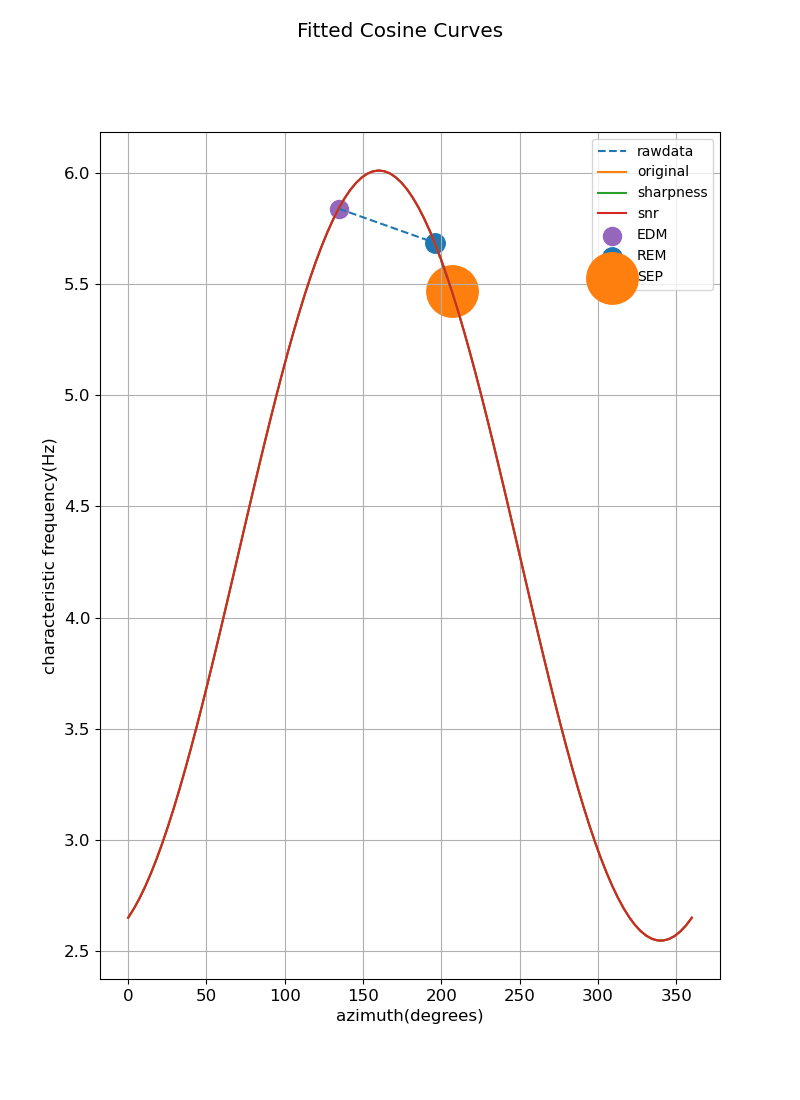 Fitted Cosine Curves
rawdata
original
sharpness
snr
EDM
REM
SEP
6.0
5.5
5.0
4.5
4.0
3.5
3.0
2.5
characteristic frequency(Hz)
0 50 100 150 200 250 300 350
azimuth(degrees)